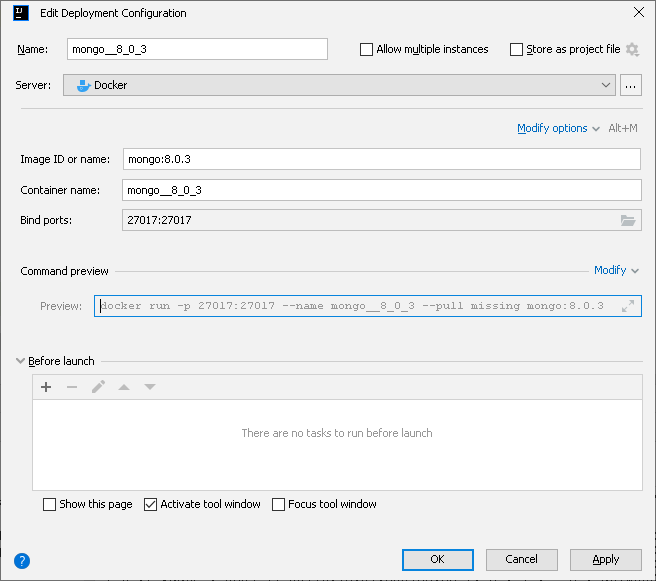 Edit Deployment Configuration
Name: mongo__8_0_3 Allow multiple instances Store as project file
Server: Docker ...
Modify options Alt+M
Image ID or name: mongo:8.0.3
Container name: mongo__8_0_3
Bind ports: 27017:27017
Command preview Modify
Preview: docker run -p 27017:27017 --name mongo__8_0_3 --pull missing mongo:8.0.3
Before launch
There are no tasks to run before launch
Show this page Activate tool window Focus tool window
? OK Cancel Apply